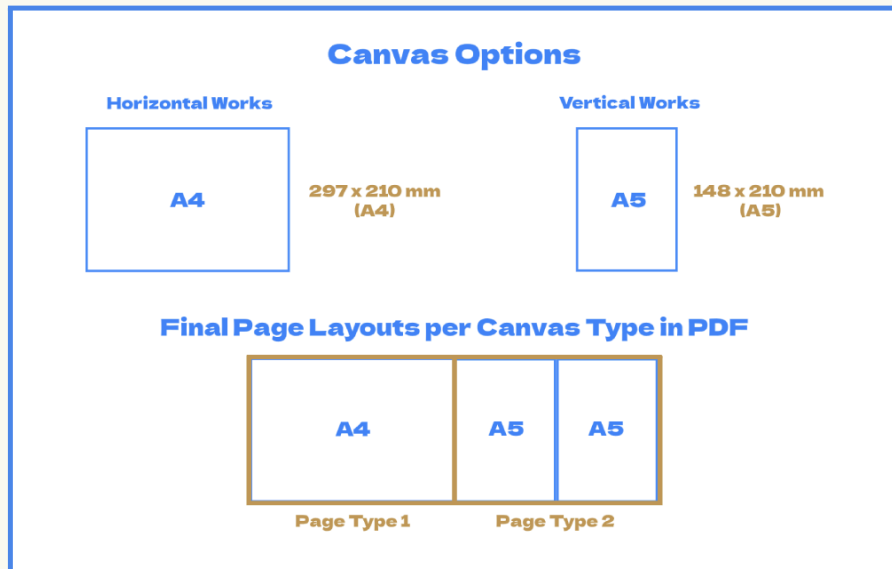 Canvas Options
Horizontal Works
Vertical Works
A4
297 x 210 mm
(A4)
A5
148 x 210 mm
(A5)
Final Page Layouts per Canvas Type in PDF
A4
A5
A5
Page Type 1
Page Type 2